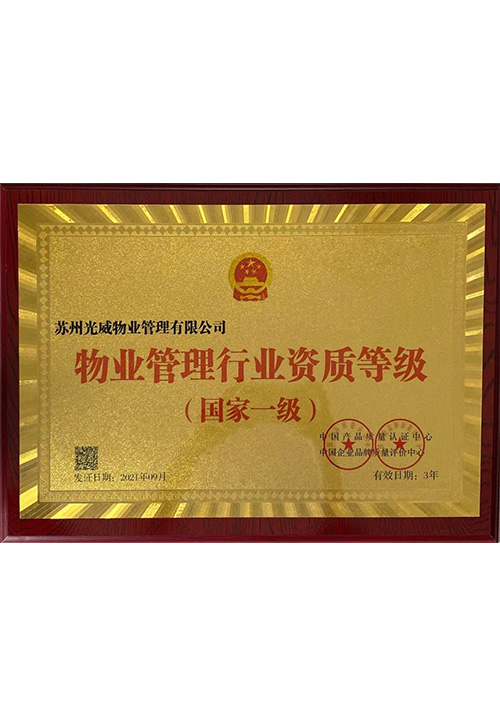 苏州光威物业管理有限公司
物业管理行业资质等级
（国家一级）
中国产品质量认证中心
中国企业品牌质量评价中心
发证日期：2021年09月
有效日期：3年